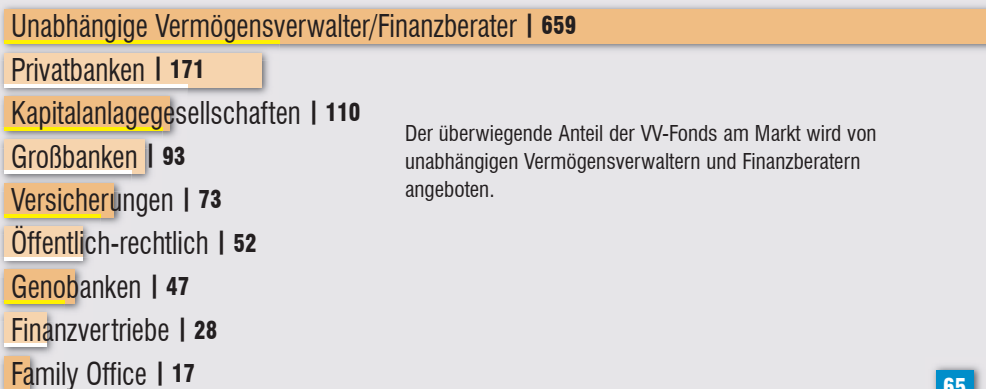 Unabhängige Vermögensverwalter/Finanzberater | 659
Privatbanken | 171
Kapitalanlagegesellschaften | 110
Großbanken | 93
Versicherungen | 73
Öffentlich-rechtlich | 52
Genobanken | 47
Finanzvertriebe | 28
Family Office | 17
Der überwiegende Anteil der VV-Fonds am Markt wird von
unabhängigen Vermögensverwaltern und Finanzberatern
angeboten.
65